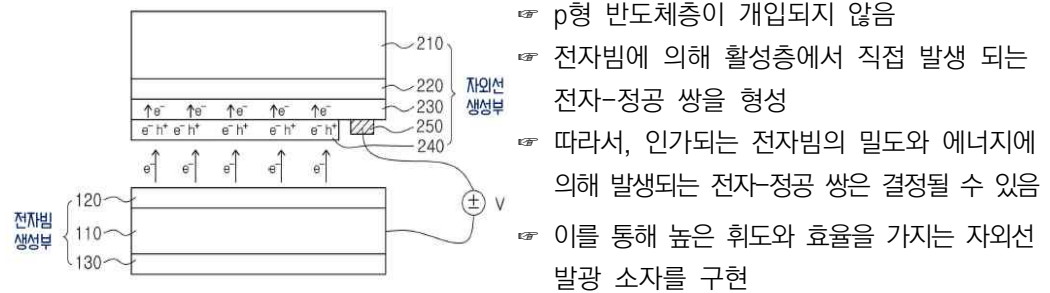 210
220
230
250
240
자외선
생성부
↑e⁻ ↑e⁻ ↑e⁻ ↑e⁻ ↑e⁻
e⁻ h⁺ e⁻ h⁺ e⁻ h⁺ e⁻ h⁺ e⁻ h⁺
e⁻ e⁻ e⁻ e⁻ e⁻
전자빔
생성부
120
110
130
± V
☞ p형 반도체층이 개입되지 않음
☞ 전자빔에 의해 활성층에서 직접 발생 되는
전자-정공 쌍을 형성
☞ 따라서, 인가되는 전자빔의 밀도와 에너지에
의해 발생되는 전자-정공 쌍은 결정될 수 있음
☞ 이를 통해 높은 휘도와 효율을 가지는 자외선
발광 소자를 구현